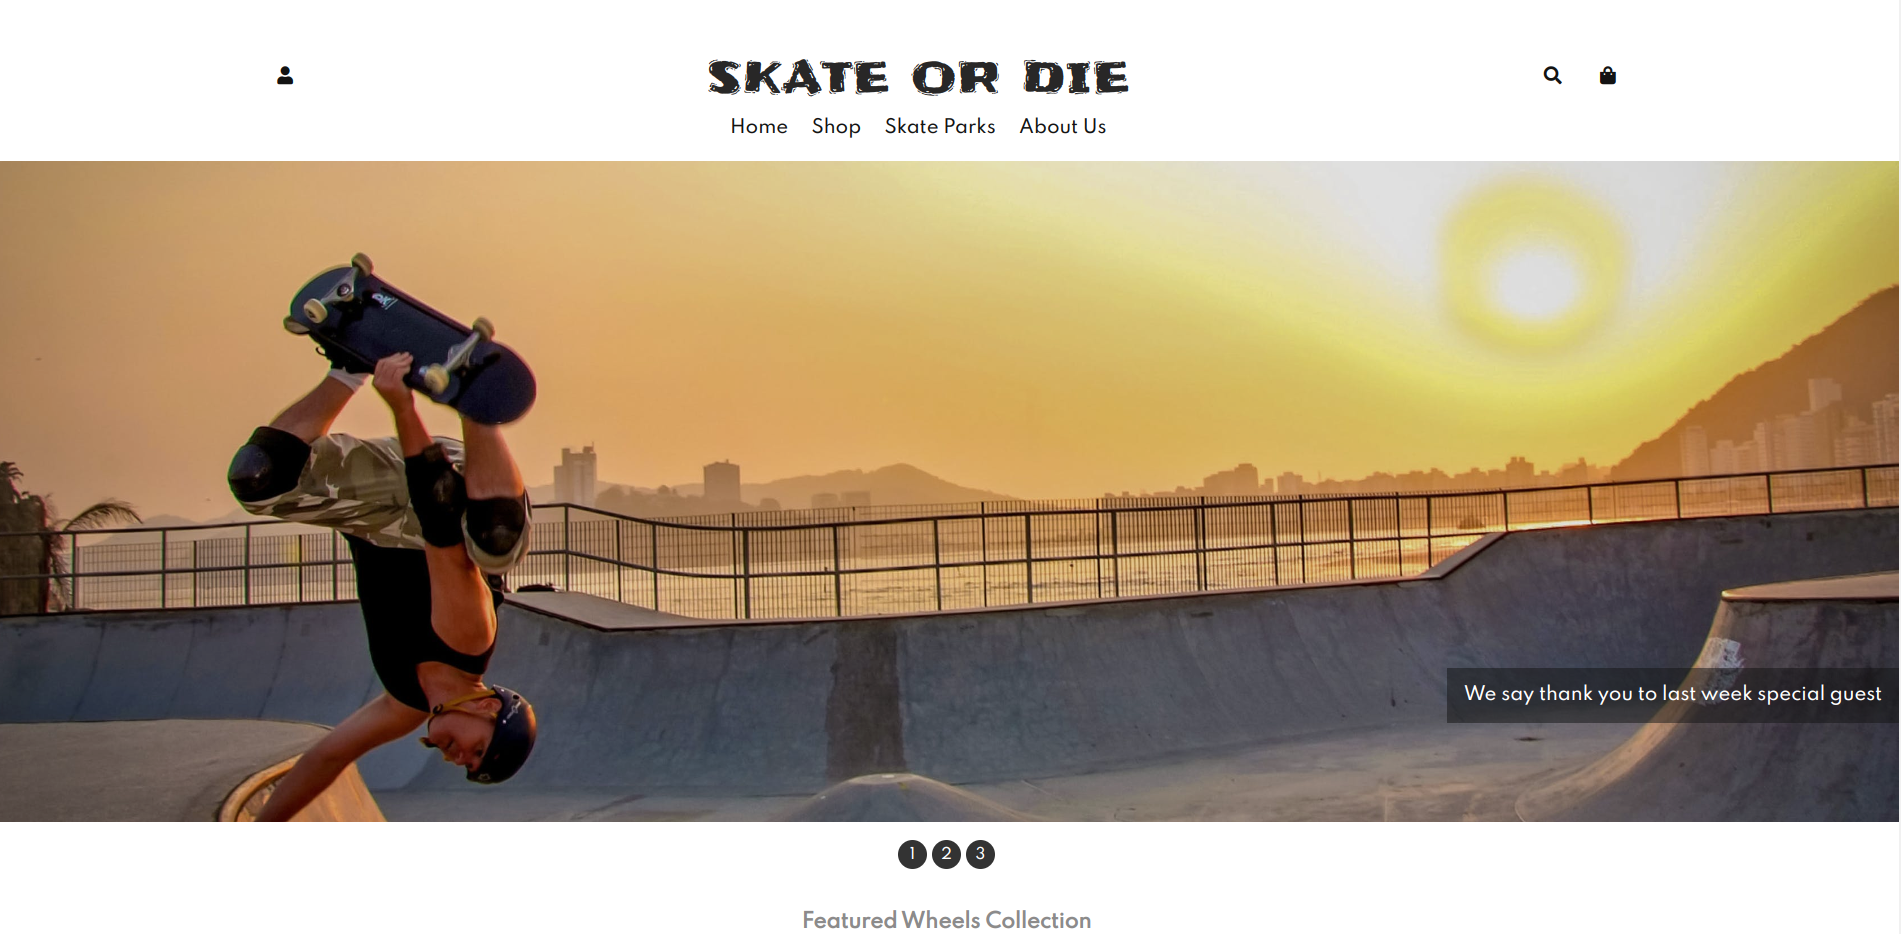 SKATE OR DIE
Home Shop Skate Parks About Us
We say thank you to last week special guest
1 2 3
Featured Wheels Collection